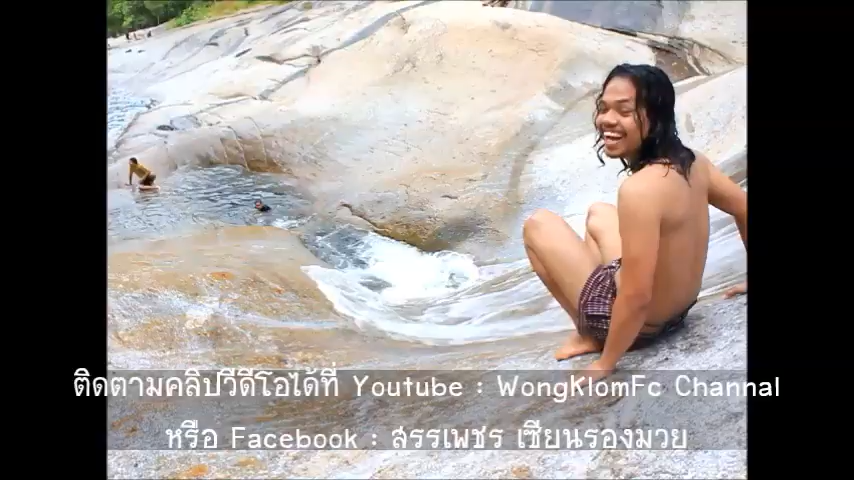 ติดตามคลิปวีดีโอได้ที่ Youtube : WongKlomFc Channal
หรือ Facebook : สรรเพชร เซียนรองมวย